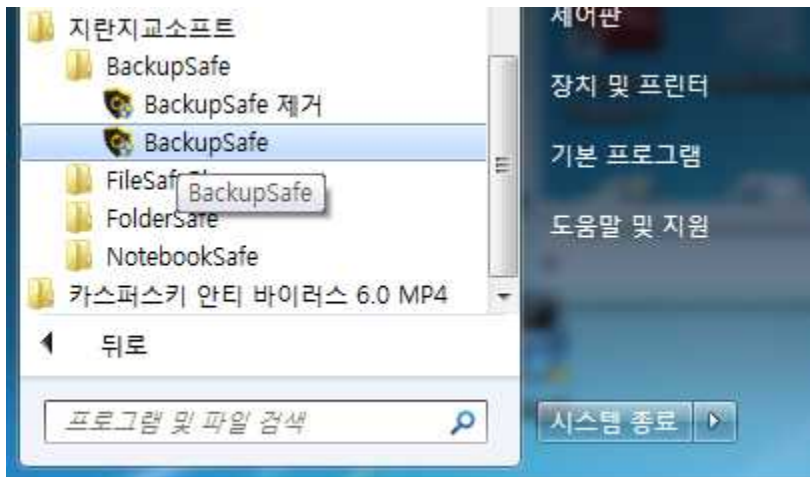 지란지교소프트
BackupSafe
BackupSafe 제거
BackupSafe
BackupSafe
FolderSafe
NotebookSafe
카스퍼스키 안티 바이러스 6.0 MP4
뒤로
프로그램 및 파일 검색
제어판
장치 및 프린터
기본 프로그램
도움말 및 지원
시스템 종료